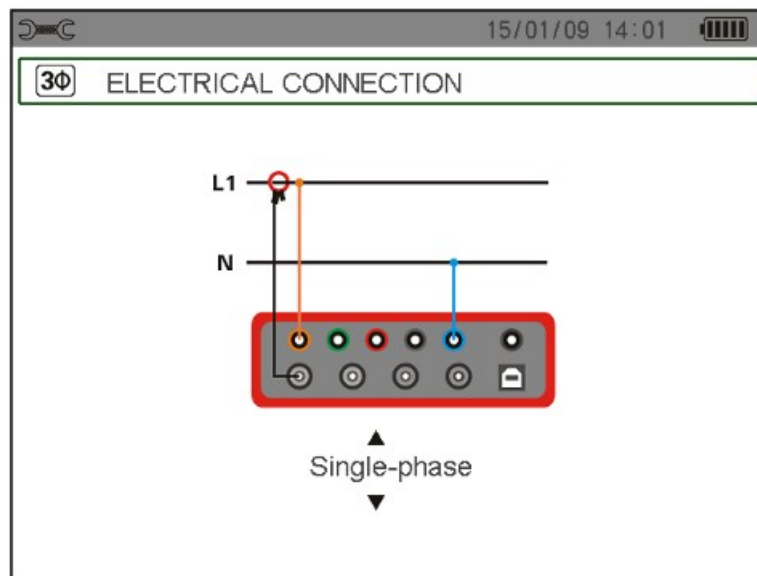 15/01/09 14:01
3Φ ELECTRICAL CONNECTION
L1
N
Single-phase